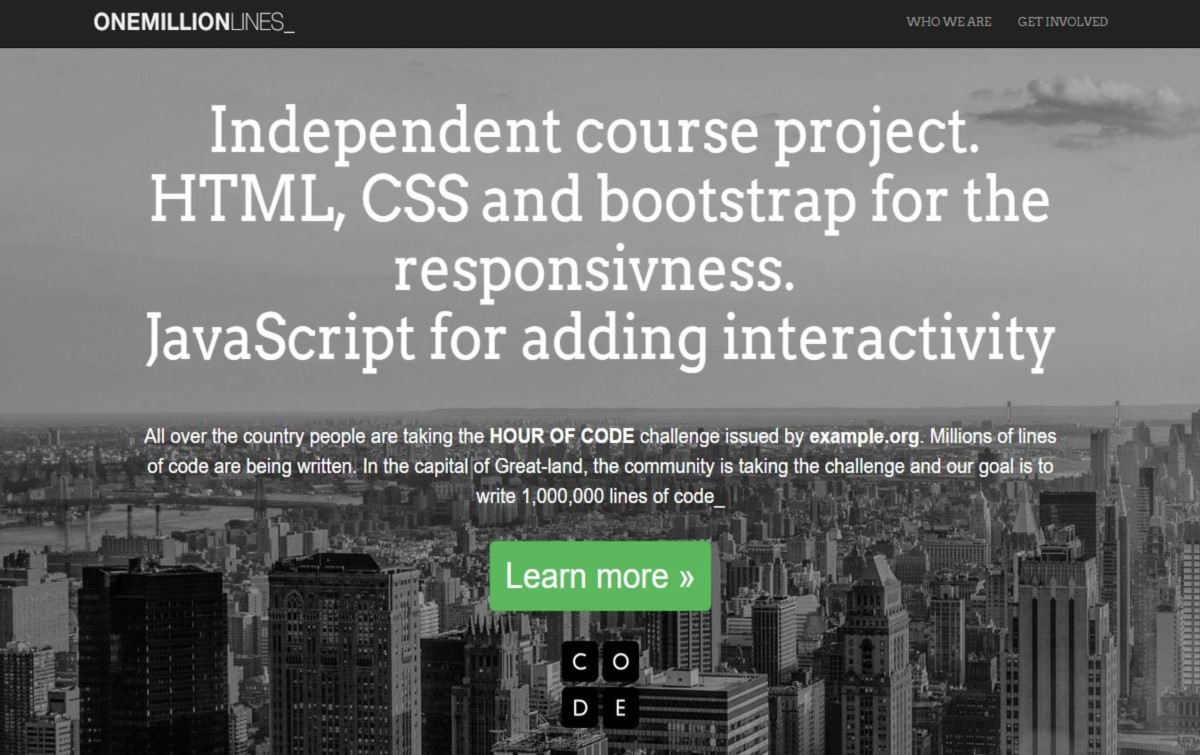 ONEMILLIONLINES_
WHO WE ARE
GET INVOLVED
Independent course project.
HTML, CSS and bootstrap for the
responsivness.
JavaScript for adding interactivity
All over the country people are taking the HOUR OF CODE challenge issued by example.org. Millions of lines
of code are being written. In the capital of Great-land, the community is taking the challenge and our goal is to
write 1,000,000 lines of code_
Learn more »
C O
D E